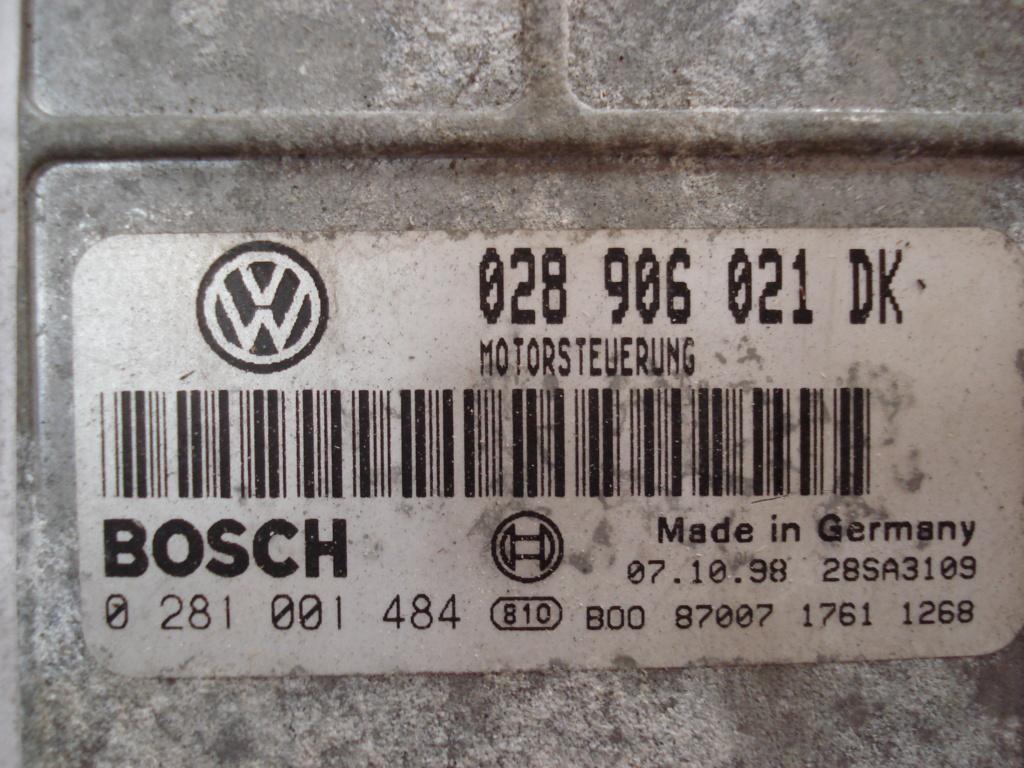 028 906 021 DK
MOTORSTEUERUNG
BOSCH
Made in Germany
07.10.98 28SA3109
0 281 001 484 810 B00 87007 1761 1268